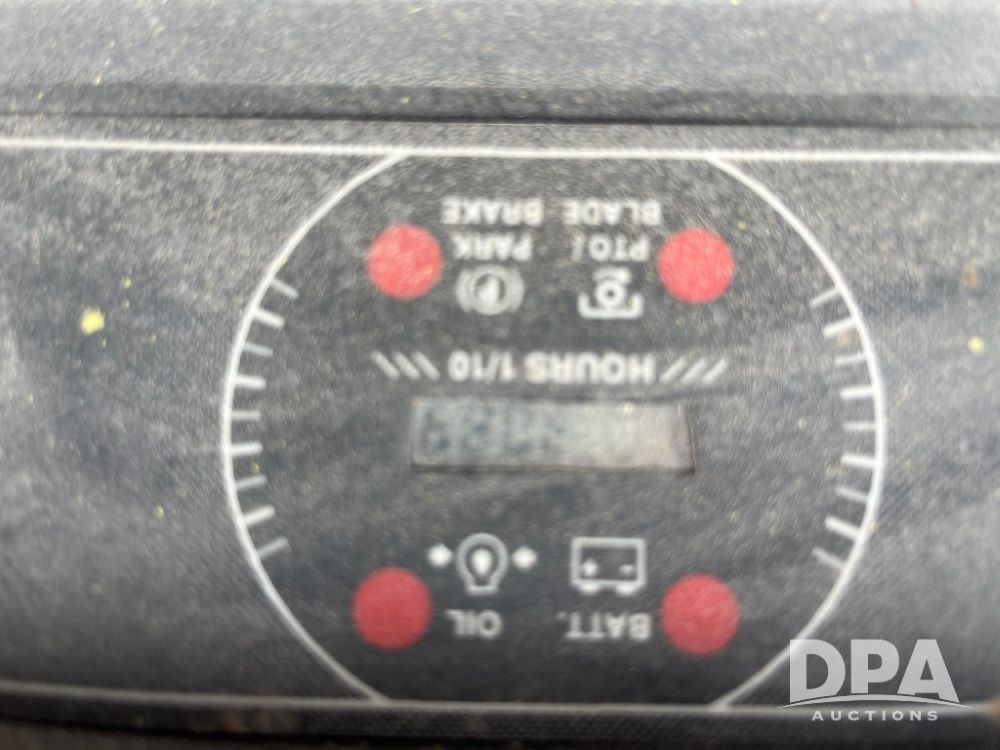 BATT. OIL
HOURS 1/10
PTO / PARK
BLADE BRAKE
DPA
AUCTIONS